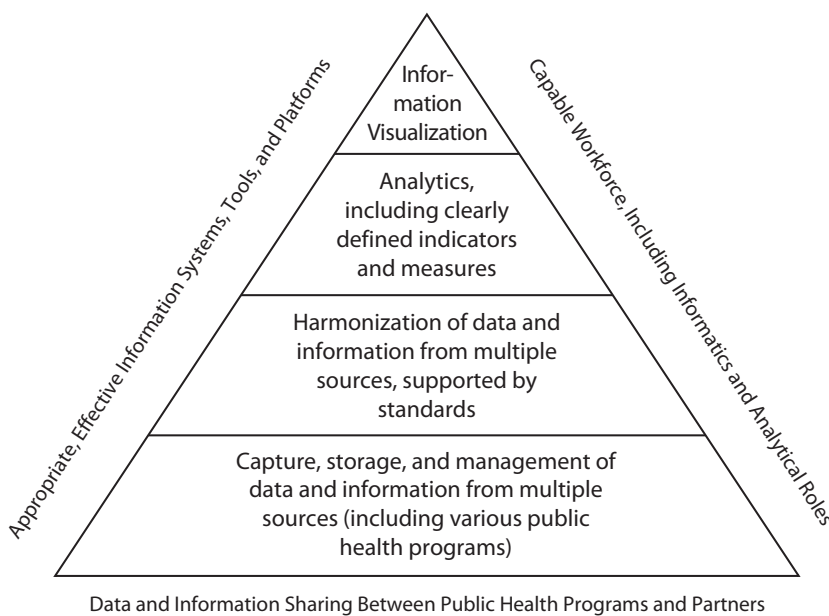 Infor-
mation
Visualization
Analytics,
including clearly
defined indicators
and measures
Harmonization of data and
information from multiple
sources, supported by
standards
Capture, storage, and management of
data and information from multiple
sources (including various public
health programs)
Appropriate, Effective Information Systems, Tools, and Platforms
Capable Workforce, Including Informatics and Analytical Roles
Data and Information Sharing Between Public Health Programs and Partners